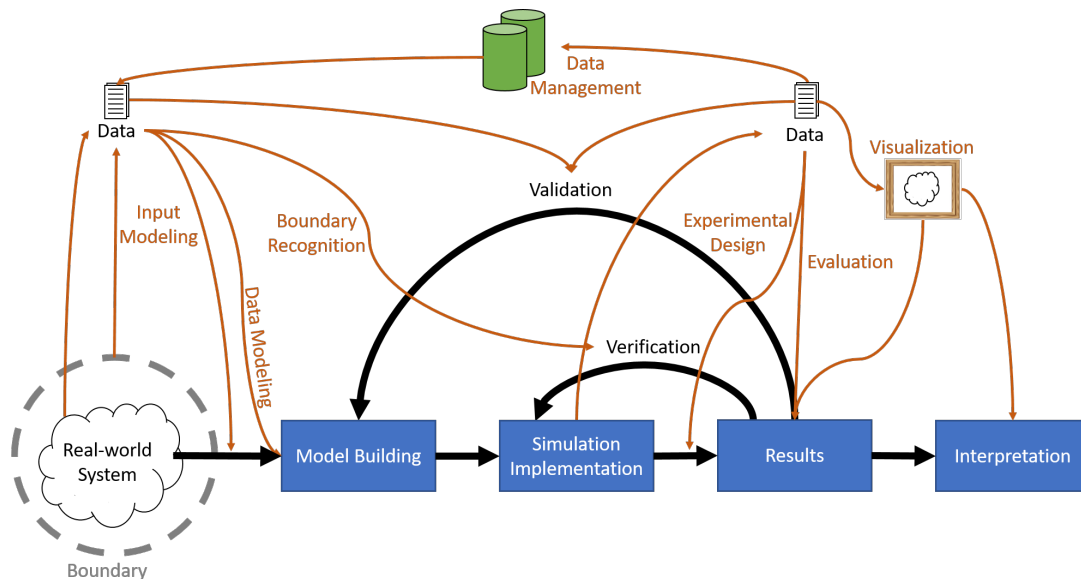 Data
Management
Data
Data
Visualization
Validation
Input
Modeling
Boundary
Recognition
Experimental
Design
Evaluation
Data Modeling
Verification
Real-world
System
Model Building
Simulation
Implementation
Results
Interpretation
Boundary